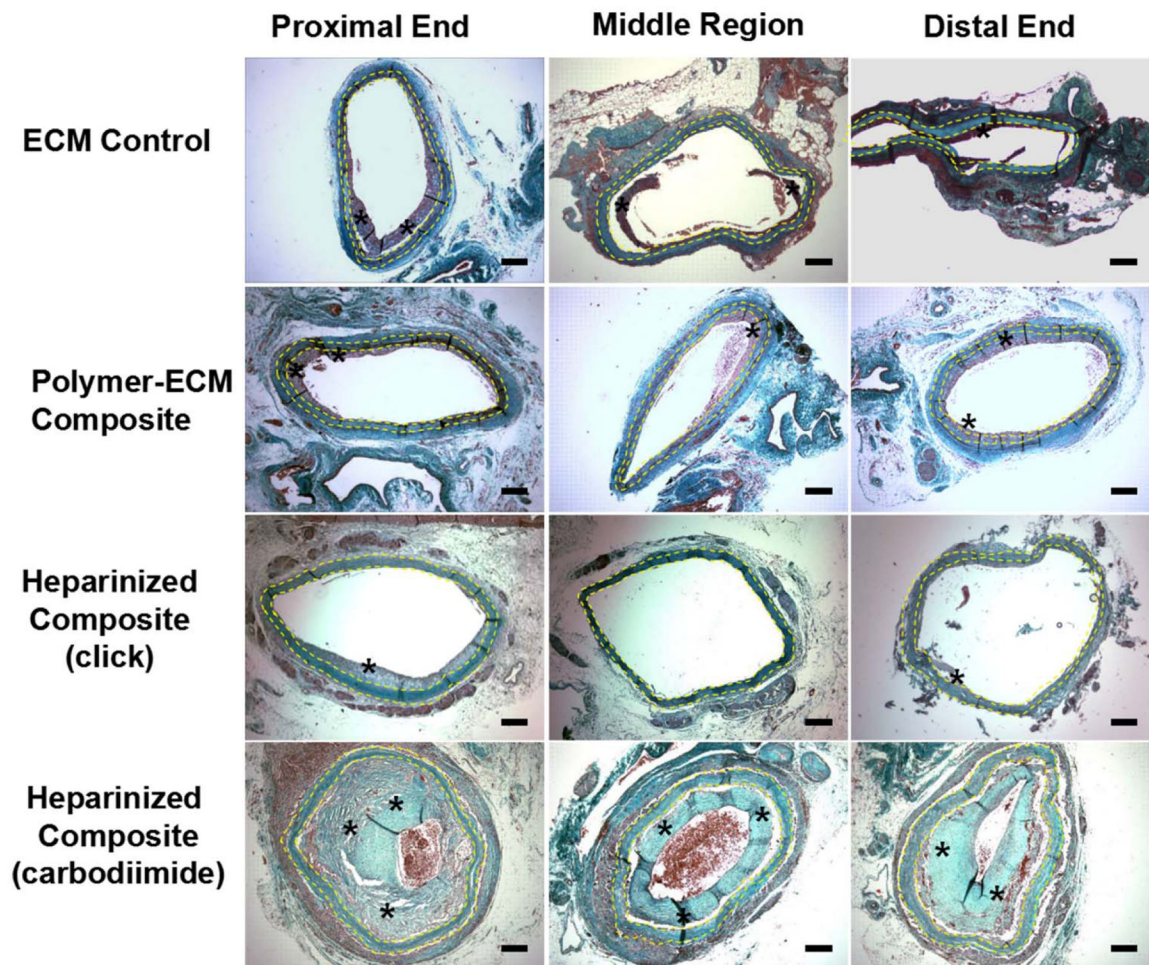 Proximal End
Middle Region
Distal End
ECM Control
Polymer-ECM
Composite
Heparinized
Composite
(click)
Heparinized
Composite
(carbodiimide)